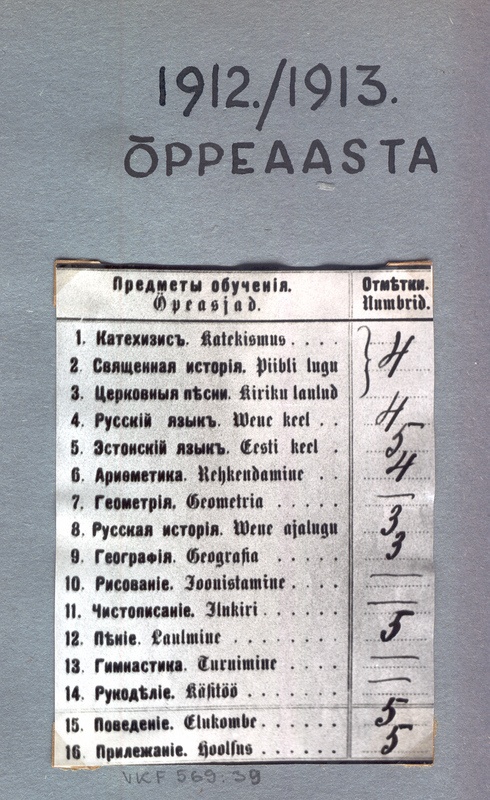 1912./1913.
ÕPPEAASTA
Предметы обученія. Отмѣтки.
Õpeasjad. Numbrid.
1. Катехизисъ. Katekismus . . . .
2. Священная исторія. Piibli lugu } 4
3. Церковныя пѣсни. Kiriku laulud
4. Русскій языкъ. Wene keel . . 4
5. Эстонскій языкъ. Eesti keel . 5
6. Ариѳметика. Rehkendamine . . 4
7. Геометрія. Geometria . . . . —
8. Русская исторія. Wene ajalugu 3
9. Географія. Geografia . . . . . 3
10. Рисованіе. Joonistamine . . . . —
11. Чистописаніе. Ilukiri . . . . . —
12. Пѣніе. Laulmine . . . . . . . 5
13. Гимнастика. Turnimine . . . . —
14. Рукодѣліе. Käsitöö . . . . . . —
15. Поведеніе. Elukombe . . . . . 5
16. Прилежаніе. Hoolsus . . . . . 5
VKF 569:39